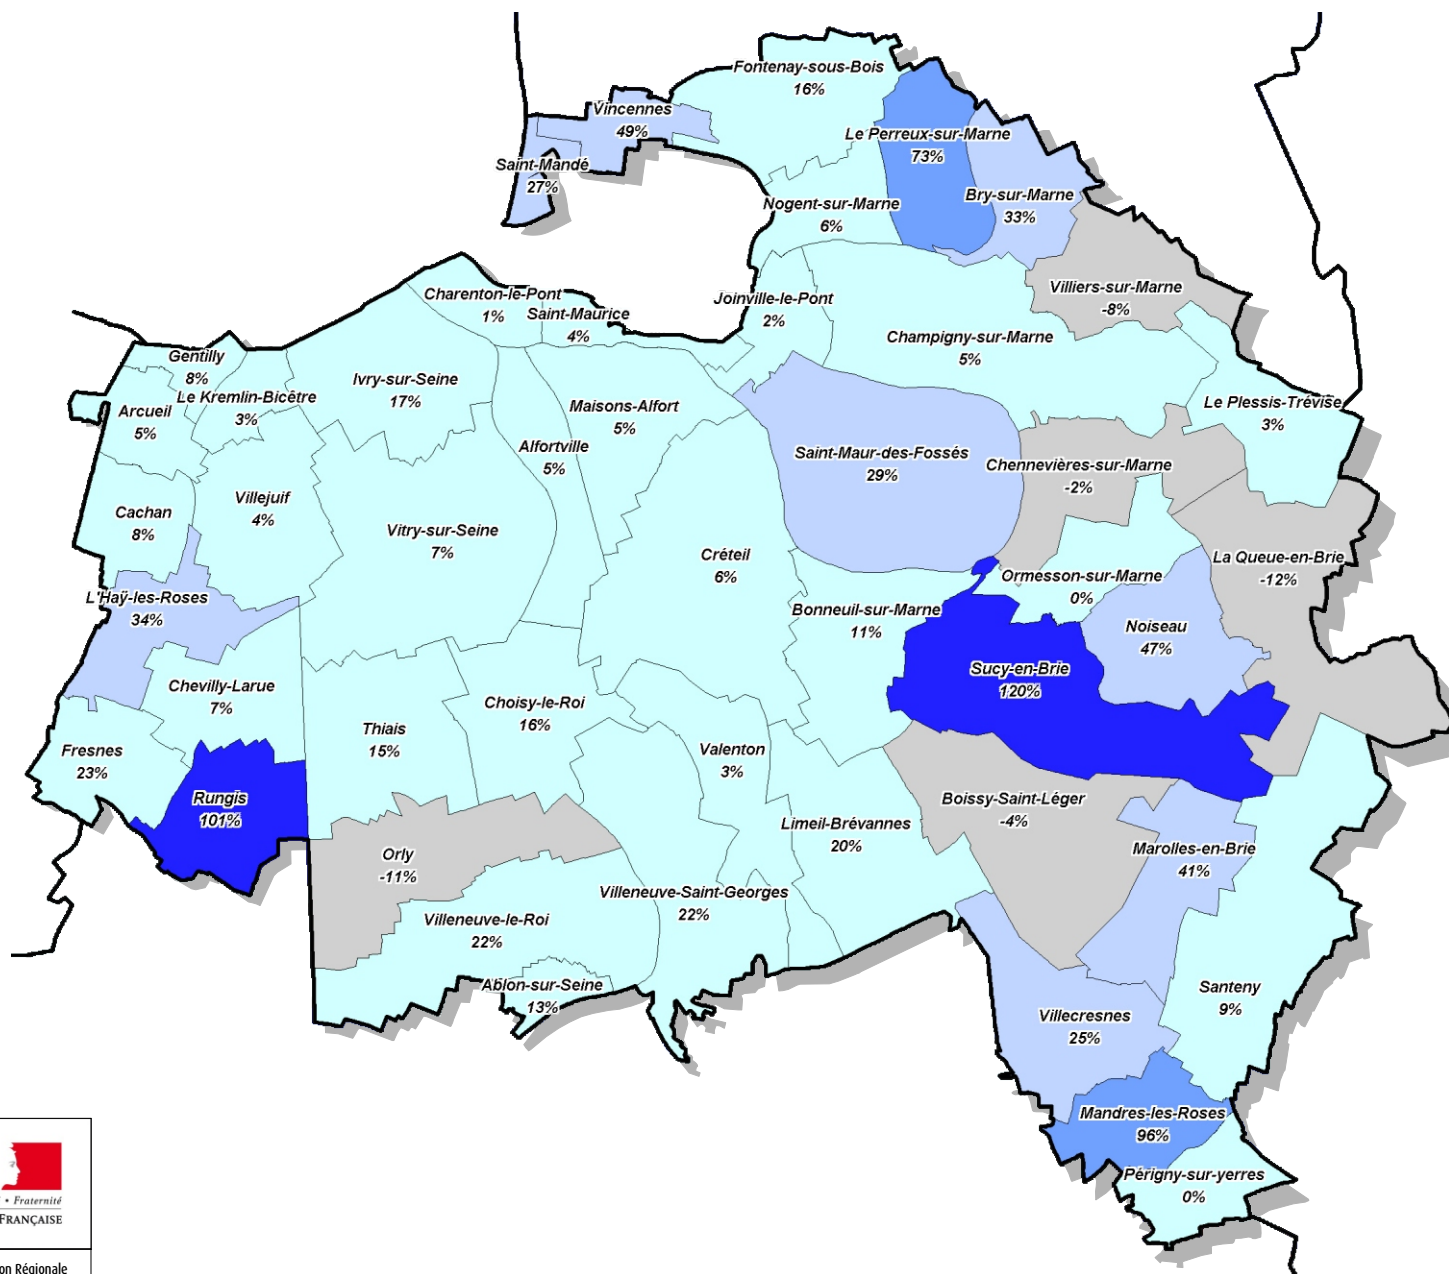 Fontenay-sous-Bois
16%
Vincennes
49%
Le Perreux-sur-Marne
73%
Saint-Mandé
27%
Bry-sur-Marne
33%
Nogent-sur-Marne
6%
Villiers-sur-Marne
-8%
Charenton-le-Pont
1%
Saint-Maurice
4%
Joinville-le-Pont
2%
Champigny-sur-Marne
5%
Gentilly
8%
Le Kremlin-Bicêtre
3%
Ivry-sur-Seine
17%
Arcueil
5%
Maisons-Alfort
5%
Le Plessis-Trévise
3%
Alfortville
5%
Saint-Maur-des-Fossés
29%
Chennevières-sur-Marne
-2%
Villejuif
4%
Cachan
8%
Vitry-sur-Seine
7%
Créteil
6%
La Queue-en-Brie
-12%
Ormesson-sur-Marne
0%
L'Haÿ-les-Roses
34%
Bonneuil-sur-Marne
11%
Noiseau
47%
Sucy-en-Brie
120%
Chevilly-Larue
7%
Choisy-le-Roi
16%
Thiais
15%
Fresnes
23%
Valenton
3%
Rungis
101%
Boissy-Saint-Léger
-4%
Limeil-Brévannes
20%
Marolles-en-Brie
41%
Orly
-11%
Villeneuve-Saint-Georges
22%
Villeneuve-le-Roi
22%
Ablon-sur-Seine
13%
Santeny
9%
Villecresnes
25%
Mandres-les-Roses
96%
Périgny-sur-yerres
0%
• Fraternité
FRANÇAISE
on Régionale